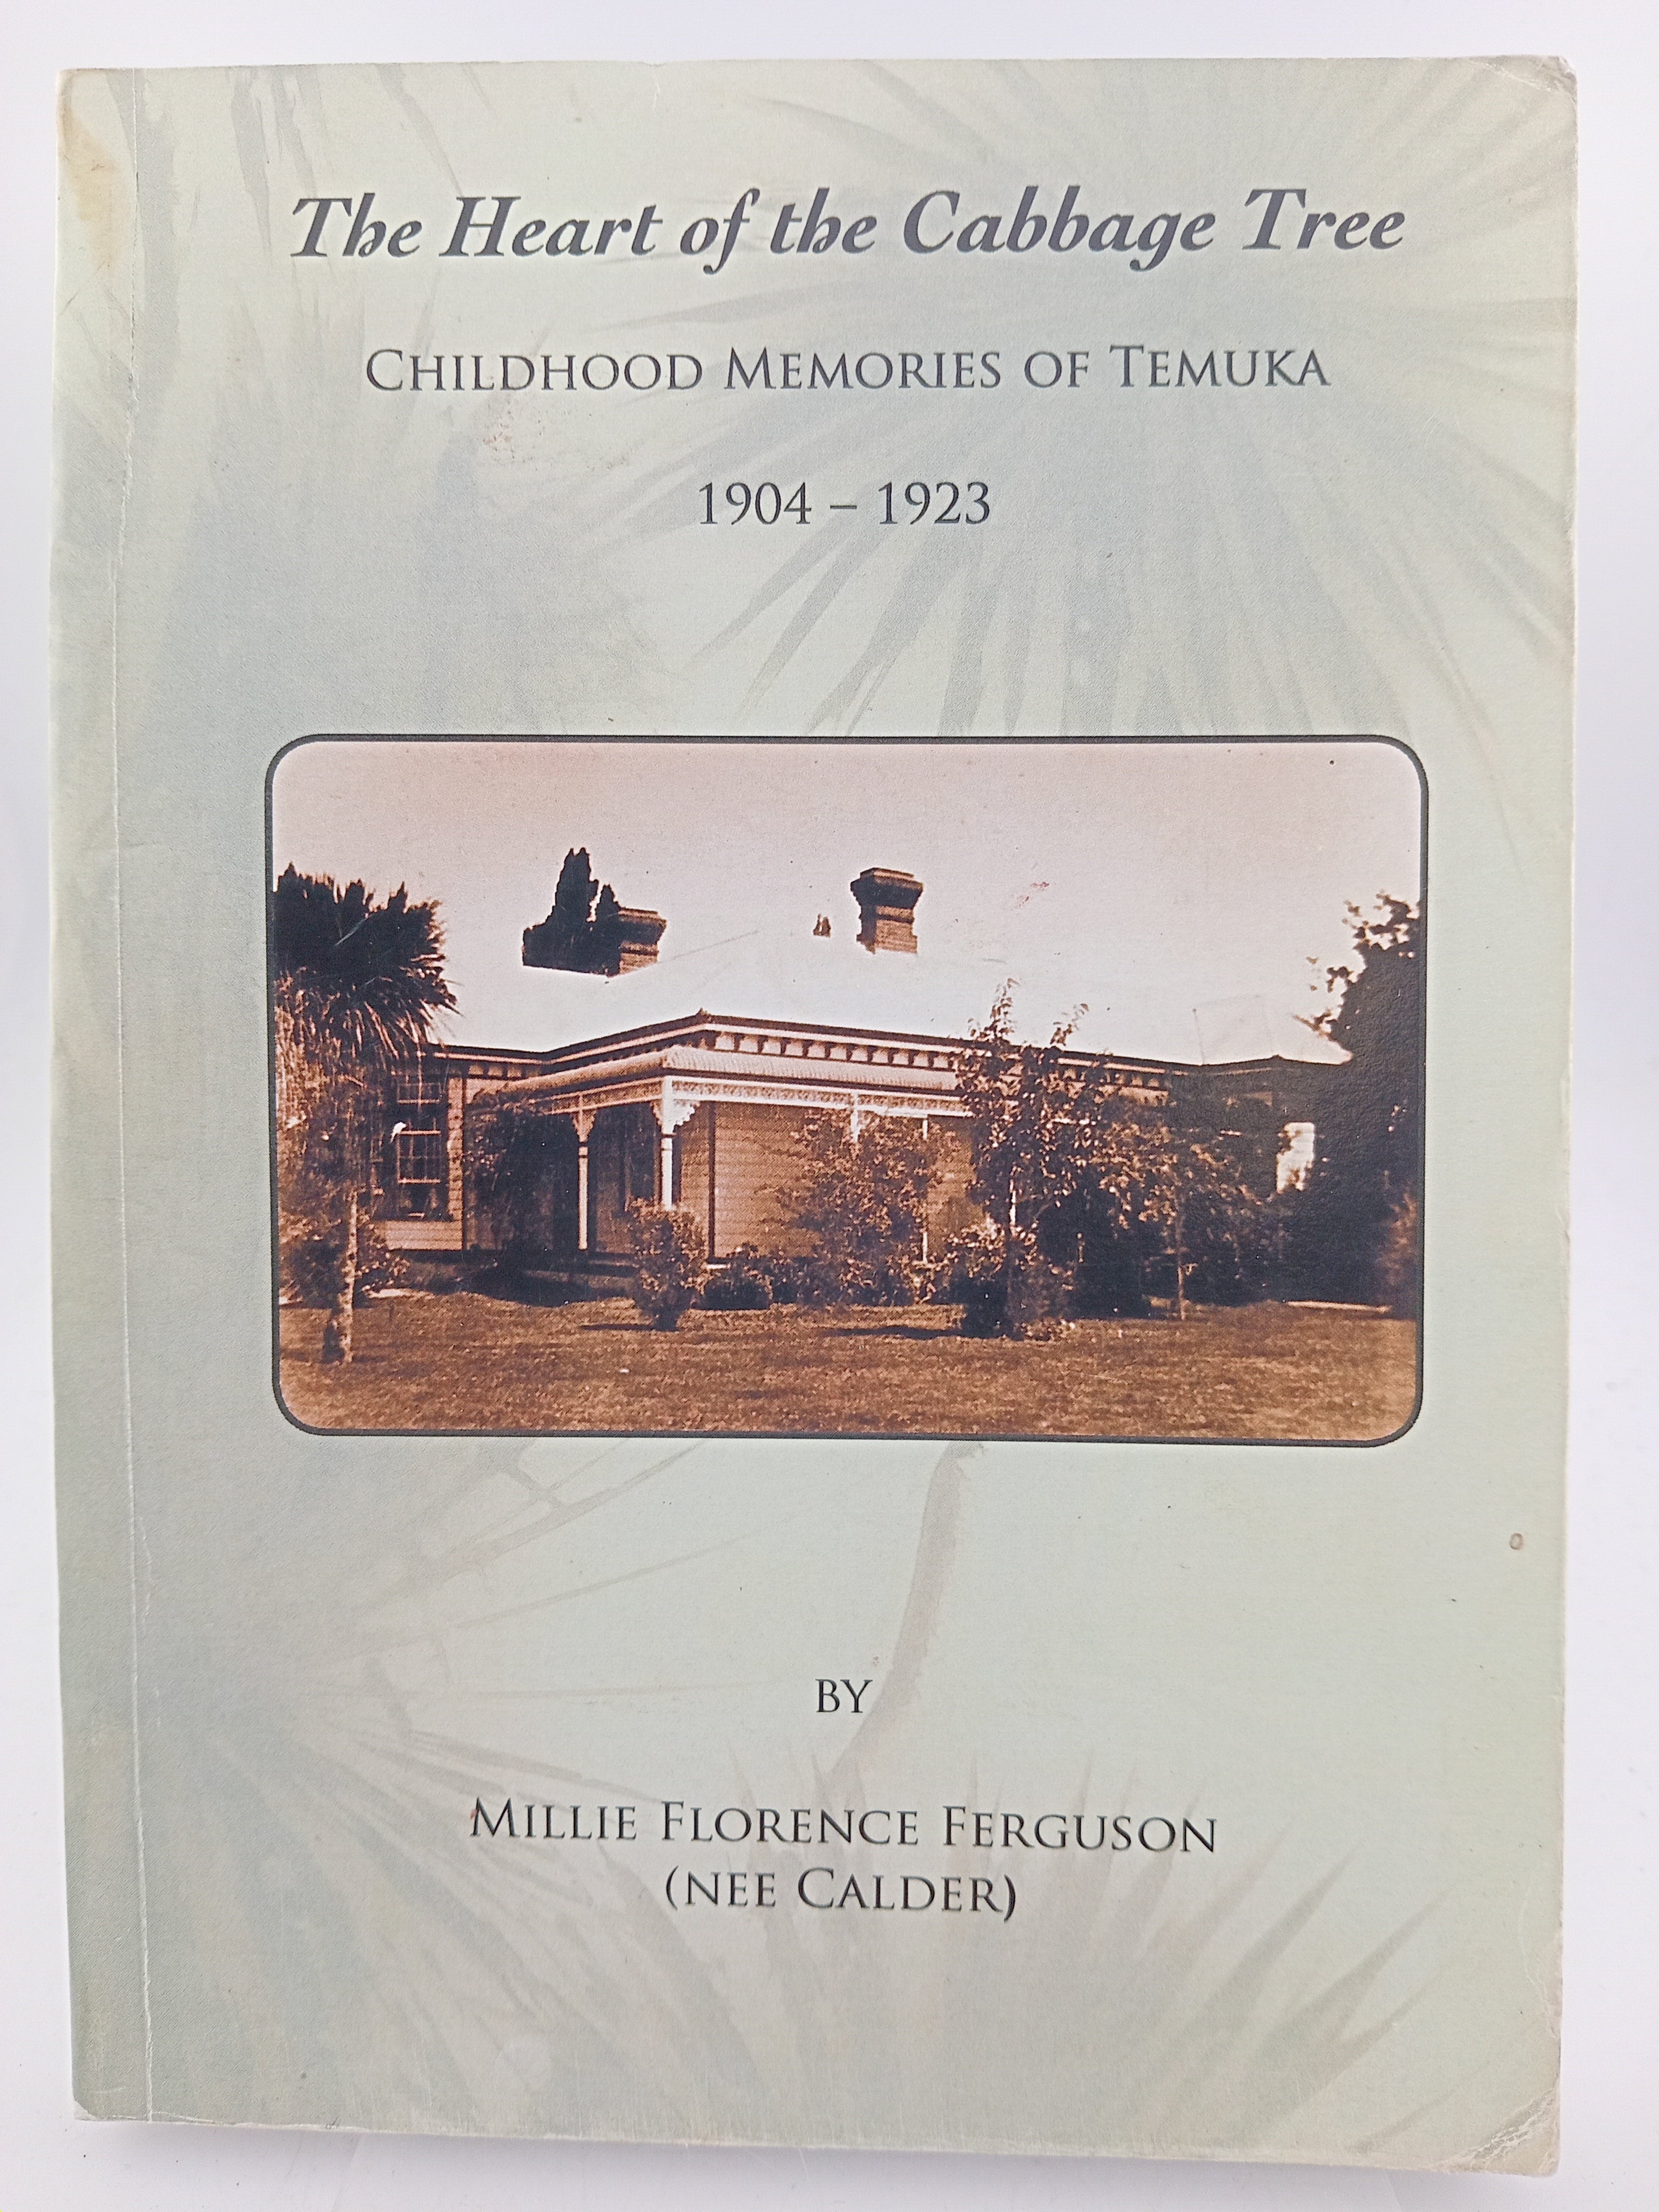 The Heart of the Cabbage Tree
CHILDHOOD MEMORIES OF TEMUKA
1904 – 1923
BY
MILLIE FLORENCE FERGUSON
(NEE CALDER)